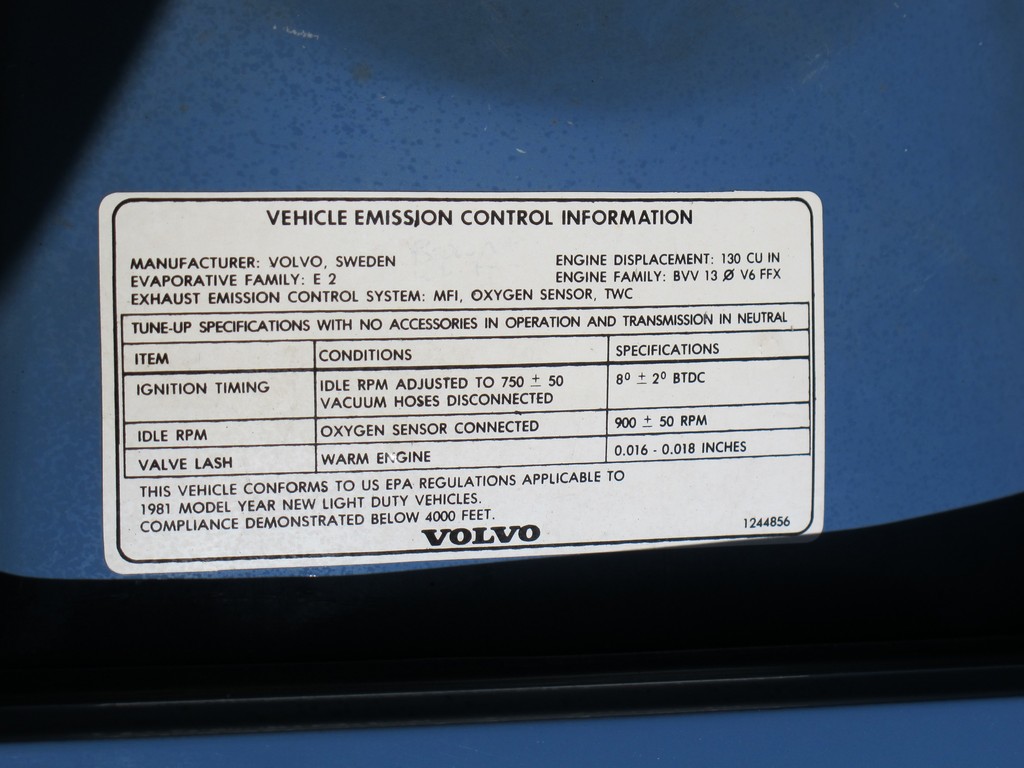 VEHICLE EMISSION CONTROL INFORMATION
MANUFACTURER: VOLVO, SWEDEN
ENGINE DISPLACEMENT: 130 CU IN
EVAPORATIVE FAMILY: E 2
ENGINE FAMILY: BVV 13 Ø V6 FFX
EXHAUST EMISSION CONTROL SYSTEM: MFI, OXYGEN SENSOR, TWC
TUNE-UP SPECIFICATIONS WITH NO ACCESSORIES IN OPERATION AND TRANSMISSION IN NEUTRAL
ITEM CONDITIONS SPECIFICATIONS
IGNITION TIMING IDLE RPM ADJUSTED TO 750 ± 50 8° ± 2° BTDC
VACUUM HOSES DISCONNECTED
IDLE RPM OXYGEN SENSOR CONNECTED 900 ± 50 RPM
VALVE LASH WARM ENGINE 0.016 - 0.018 INCHES
THIS VEHICLE CONFORMS TO US EPA REGULATIONS APPLICABLE TO
1981 MODEL YEAR NEW LIGHT DUTY VEHICLES.
COMPLIANCE DEMONSTRATED BELOW 4000 FEET.
VOLVO
1244856